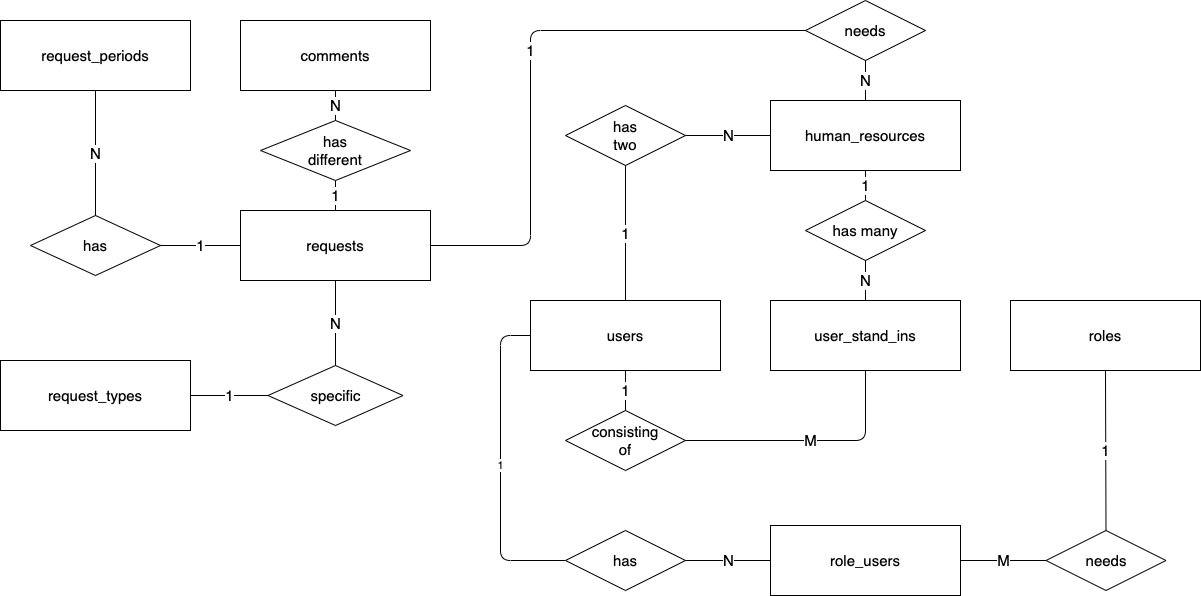 needs
1
request_periods
comments
N
N
has
two
N
human_resources
has
different
N
1
1
has
1
requests
1
has many
N
N
users
user_stand_ins
roles
request_types
1
specific
1
consisting
of
M
1
1
has
N
role_users
M
needs